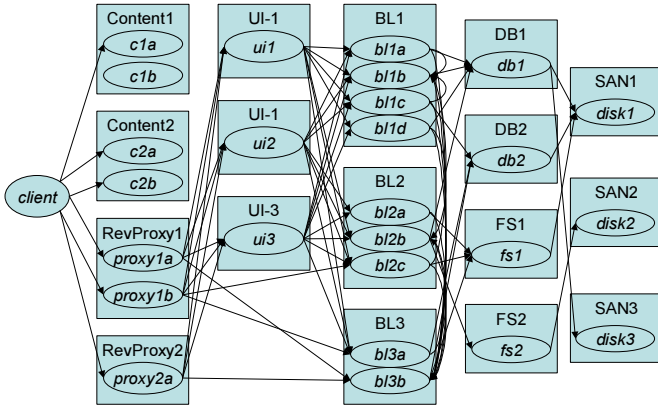 client
Content1
c1a
c1b
Content2
c2a
c2b
RevProxy1
proxy1a
proxy1b
RevProxy2
proxy2a
UI-1
ui1
UI-1
ui2
UI-3
ui3
BL1
bl1a
bl1b
bl1c
bl1d
BL2
bl2a
bl2b
bl2c
BL3
bl3a
bl3b
DB1
db1
DB2
db2
FS1
fs1
FS2
fs2
SAN1
disk1
SAN2
disk2
SAN3
disk3